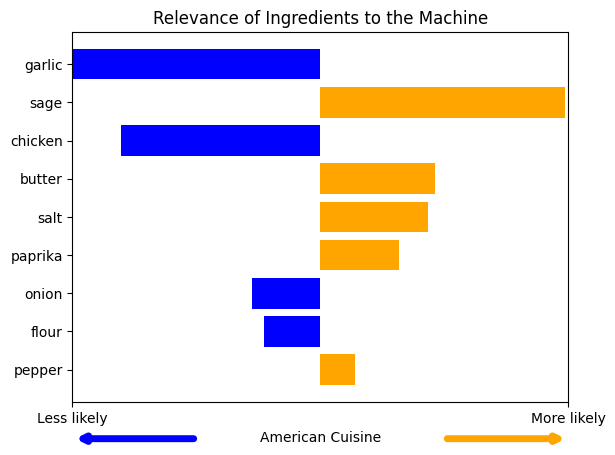 Relevance of Ingredients to the Machine
garlic
sage
chicken
butter
salt
paprika
onion
flour
pepper
Less likely
More likely
American Cuisine